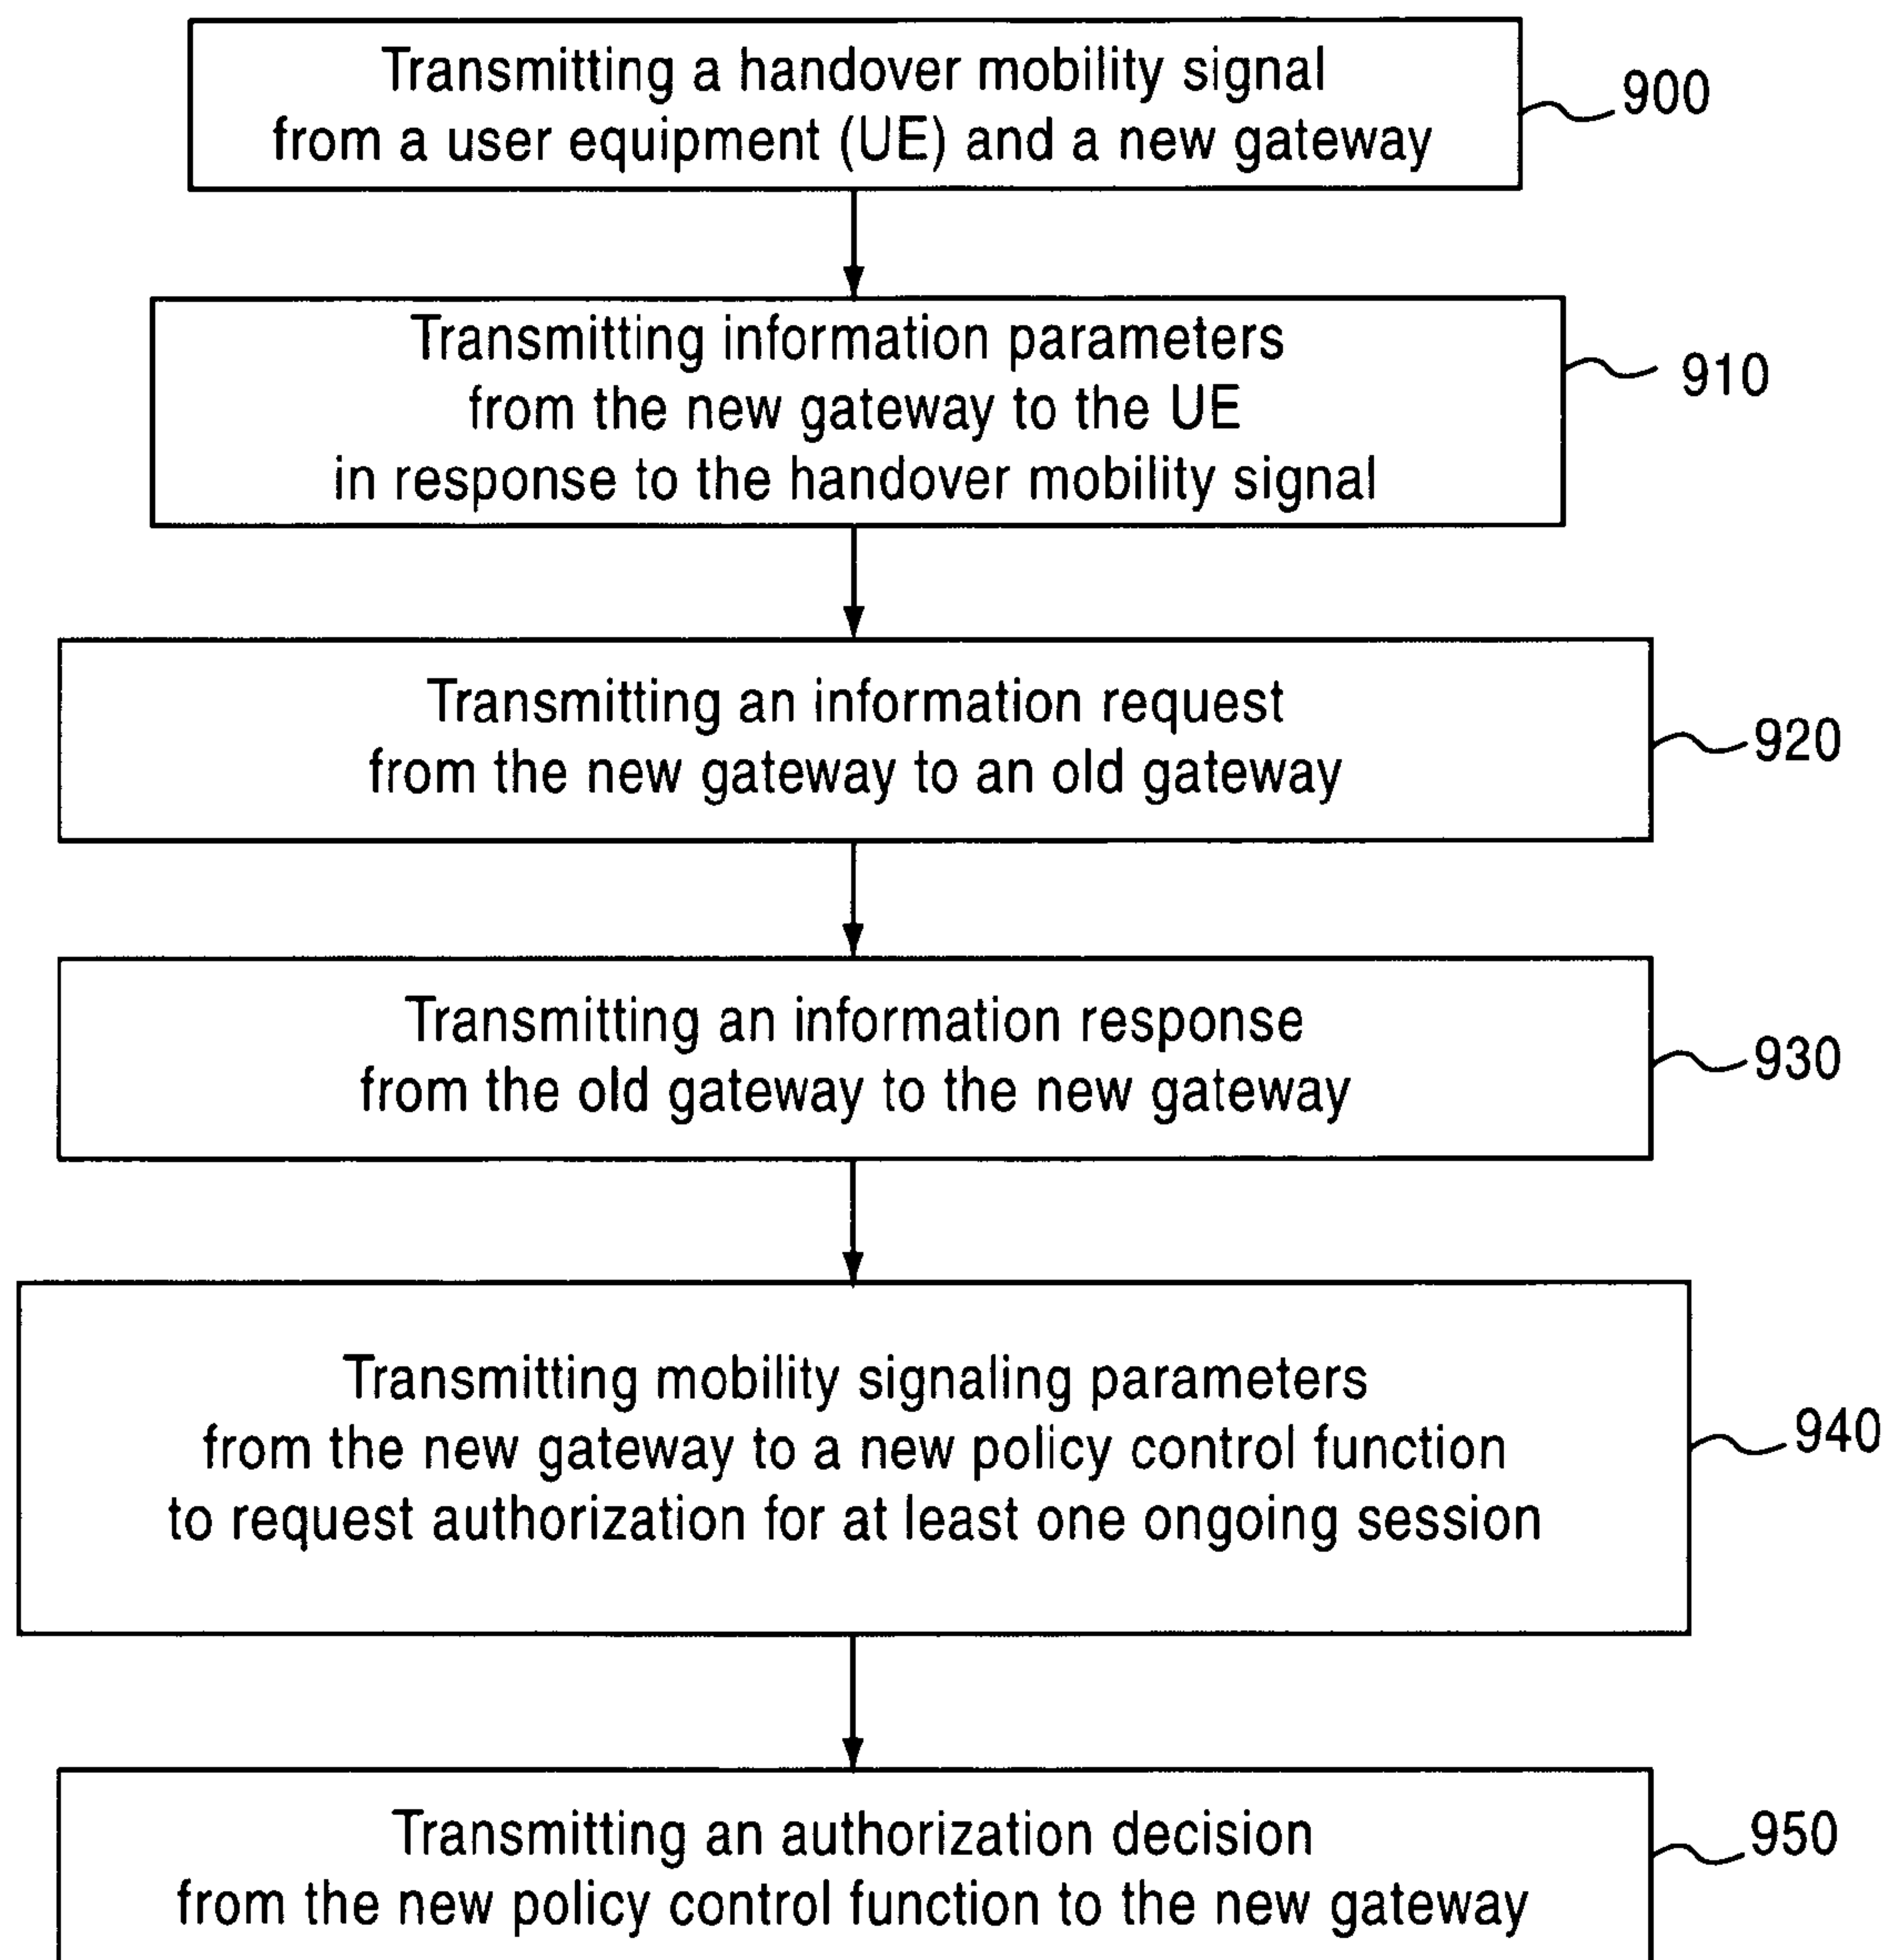 Transmitting a handover mobility signal
from a user equipment (UE) and a new gateway
900
Transmitting information parameters
from the new gateway to the UE
in response to the handover mobility signal
910
Transmitting an information request
from the new gateway to an old gateway
920
Transmitting an information response
from the old gateway to the new gateway
930
Transmitting mobility signaling parameters
from the new gateway to a new policy control function
to request authorization for at least one ongoing session
940
Transmitting an authorization decision
from the new policy control function to the new gateway
950